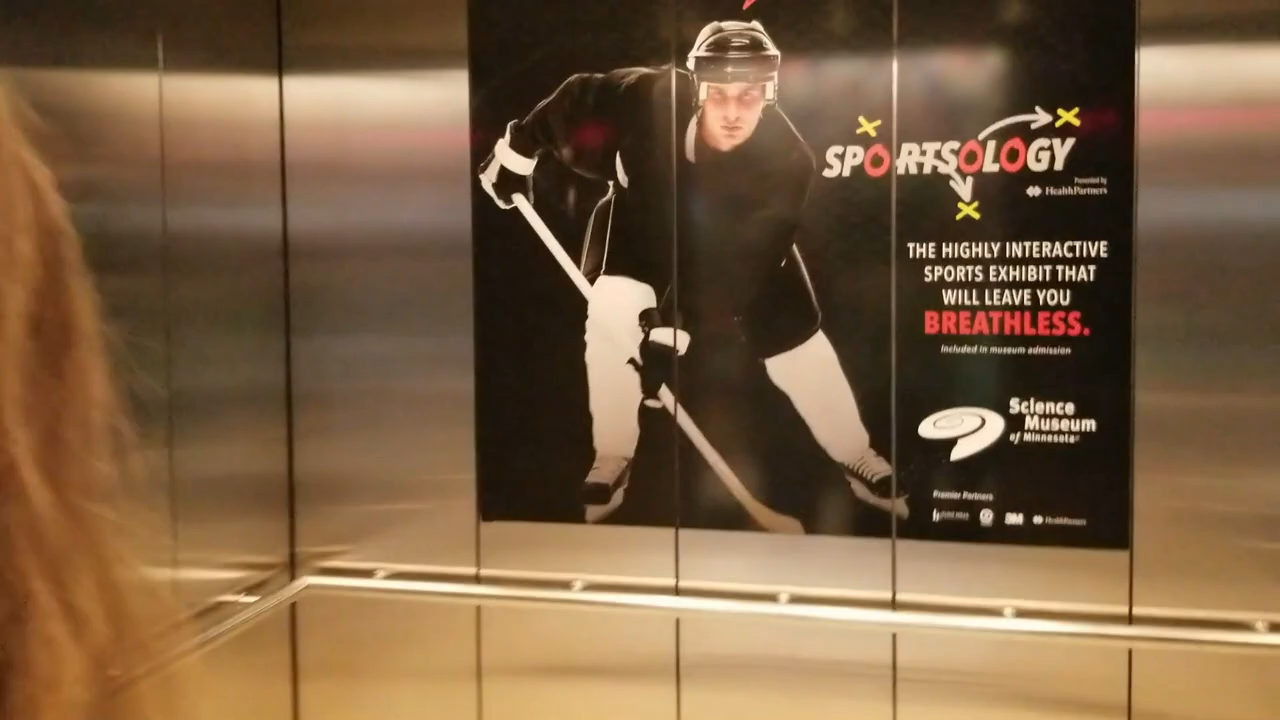 SPORTSOLOGY
Presented by
HealthPartners
THE HIGHLY INTERACTIVE
SPORTS EXHIBIT THAT
WILL LEAVE YOU
BREATHLESS.
Included in museum admission
Science
Museum
of Minnesota
Premier Partners
3M
HealthPartners